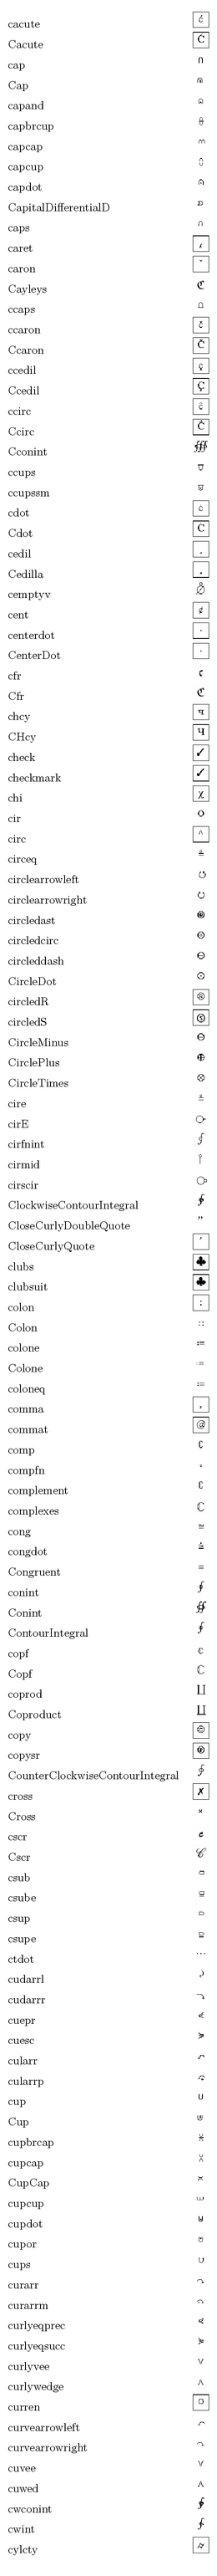 cacute ć
Cacute Ć
cap ∩
Cap ⋒
capand ⩄
capbrcup ⩉
capcap ⩋
capcup ⩇
capdot ⩀
CapitalDifferentialD ⅅ
caps ∩
caret ⁁
caron ˇ
Cayleys ℭ
ccaps ⩍
ccaron č
Ccaron Č
ccedil ç
Ccedil Ç
ccirc ĉ
Ccirc Ĉ
Cconint ∰
ccups ⩌
ccupssm ⩐
cdot ċ
Cdot Ċ
cedil ¸
Cedilla ¸
cemptyv ⦲
cent ¢
centerdot ·
CenterDot ·
cfr 𝔠
Cfr ℭ
chcy ч
CHcy Ч
check ✓
checkmark ✓
chi χ
cir ○
circ ˆ
circeq ≗
circlearrowleft ↺
circlearrowright ↻
circledast ⊛
circledcirc ⊚
circleddash ⊝
CircleDot ⊙
circledR ®
circledS Ⓢ
CircleMinus ⊖
CirclePlus ⊕
CircleTimes ⊗
cire ≗
cirE ⧃
cirfnint ⨐
cirmid ⫯
cirscir ⧂
ClockwiseContourIntegral ∲
CloseCurlyDoubleQuote ”
CloseCurlyQuote ’
clubs ♣
clubsuit ♣
colon :
Colon ∷
colone ≔
Colone ⩴
coloneq ≔
comma ,
commat @
comp ∁
compfn ∘
complement ∁
complexes ℂ
cong ≅
congdot ⩭
Congruent ≡
conint ∮
Conint ∯
ContourIntegral ∮
copf 𝕔
Copf ℂ
coprod ∐
Coproduct ∐
copy ©
copysr ℗
CounterClockwiseContourIntegral ∳
cross ✗
Cross ⨯
cscr 𝒸
Cscr 𝒞
csub ⫏
csube ⫑
csup ⫐
csupe ⫒
ctdot ⋯
cudarrl ⤸
cudarrr ⤵
cuepr ⋞
cuesc ⋟
cularr ↶
cularrp ⤽
cup ∪
Cup ⋓
cupbrcap ⩈
cupcap ⩆
CupCap ≍
cupcup ⩊
cupdot ⊍
cupor ⩅
cups ∪
curarr ↷
curarrm ⤼
curlyeqprec ⋞
curlyeqsucc ⋟
curlyvee ⋎
curlywedge ⋏
curren ¤
curvearrowleft ↶
curvearrowright ↷
cuvee ⋎
cuwed ⋏
cwconint ∲
cwint ∱
cylcty ⌭